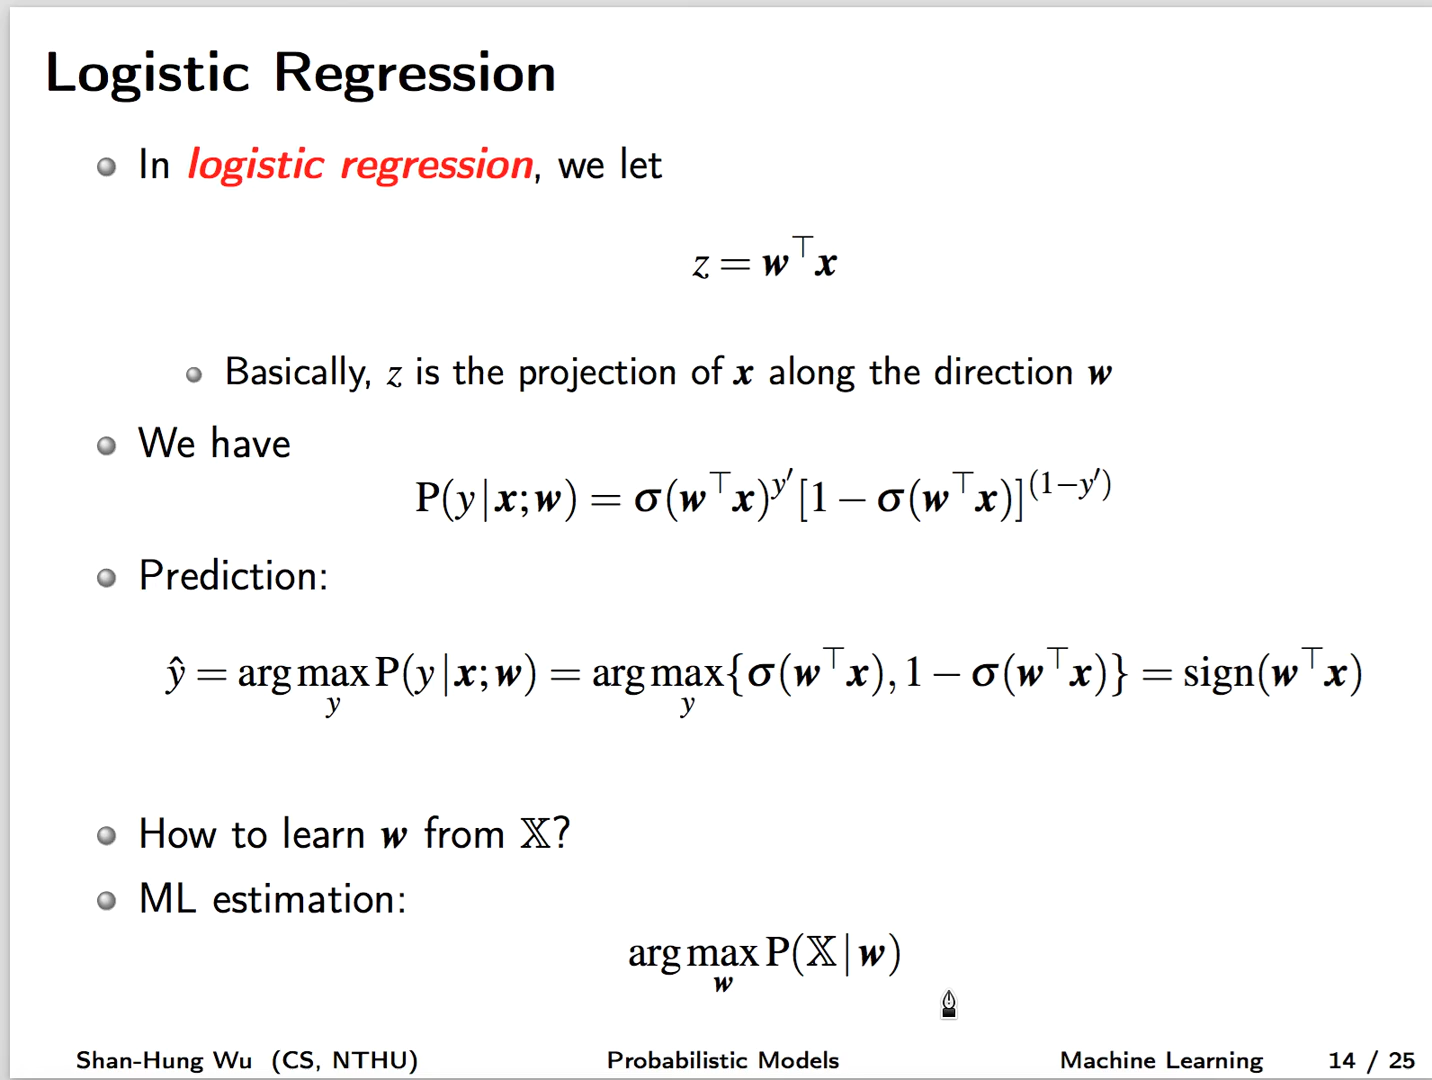 Logistic Regression
In logistic regression, we let
z = w⊤x
Basically, z is the projection of x along the direction w
We have
P(y|x;w) = σ(w⊤x)^y′[1 − σ(w⊤x)]^(1−y′)
Prediction:
ŷ = arg max_y P(y|x;w) = arg max_y{σ(w⊤x), 1 − σ(w⊤x)} = sign(w⊤x)
How to learn w from 𝕏?
ML estimation:
arg max_w P(𝕏|w)
Shan-Hung Wu (CS, NTHU) Probabilistic Models Machine Learning 14 / 25